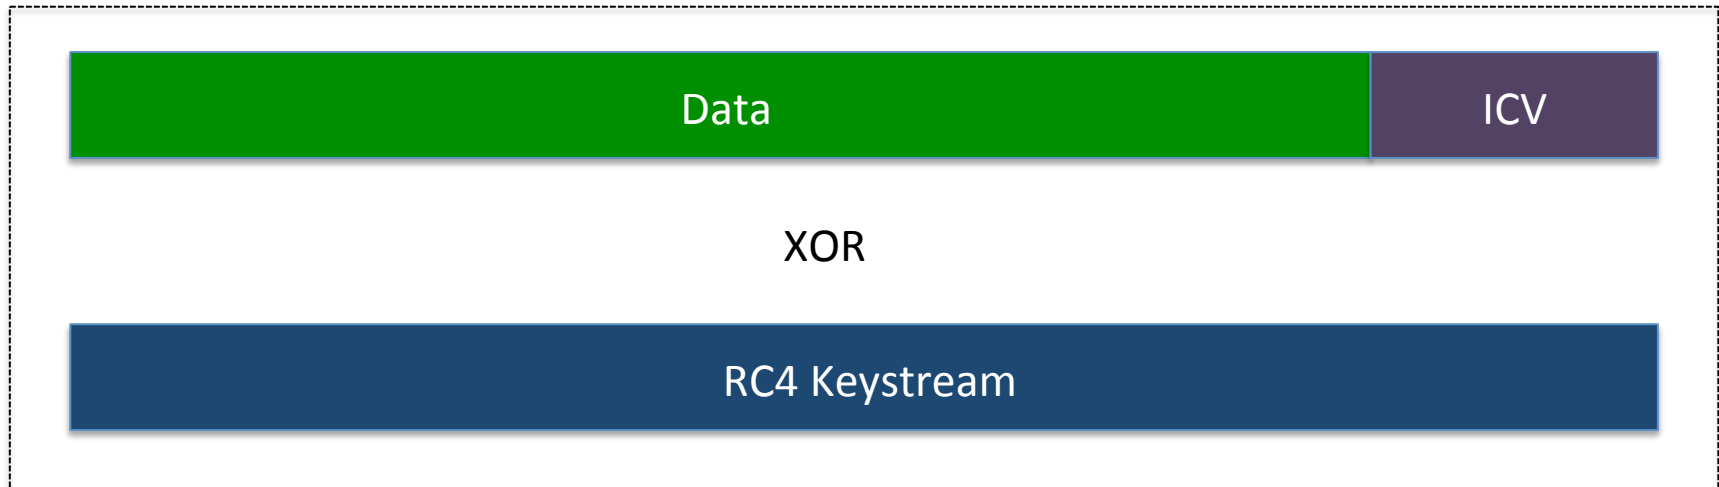 Data ICV
XOR
RC4 Keystream